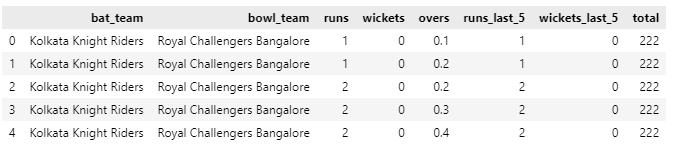 bat_team bowl_team runs wickets overs runs_last_5 wickets_last_5 total
0 Kolkata Knight Riders Royal Challengers Bangalore 1 0 0.1 1 0 222
1 Kolkata Knight Riders Royal Challengers Bangalore 1 0 0.2 1 0 222
2 Kolkata Knight Riders Royal Challengers Bangalore 2 0 0.2 2 0 222
3 Kolkata Knight Riders Royal Challengers Bangalore 2 0 0.3 2 0 222
4 Kolkata Knight Riders Royal Challengers Bangalore 2 0 0.4 2 0 222